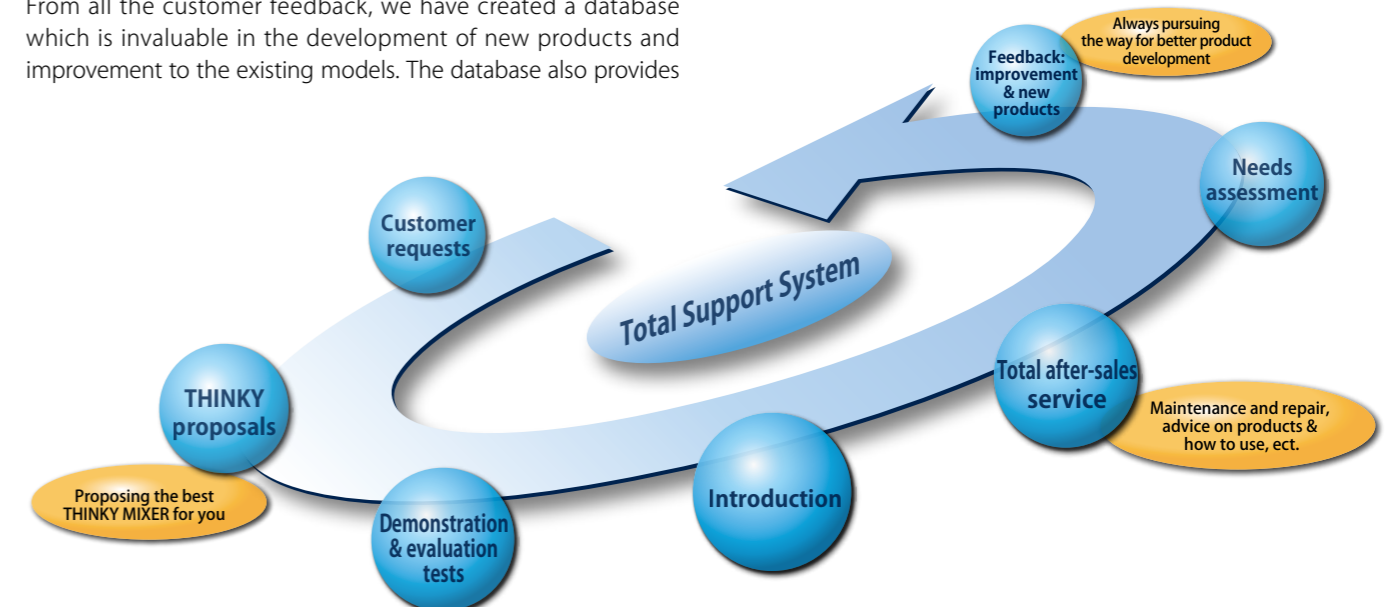 From all the customer feedback, we have created a database
which is invaluable in the development of new products and
improvement to the existing models. The database also provides
Always pursuing
the way for better product
development
Feedback:
improvement
& new
products
Needs
assessment
Customer
requests
Total Support System
THINKY
proposals
Total after-sales
service
Maintenance and repair,
advice on products &
how to use, ect.
Proposing the best
THINKY MIXER for you
Introduction
Demonstration
& evaluation
tests